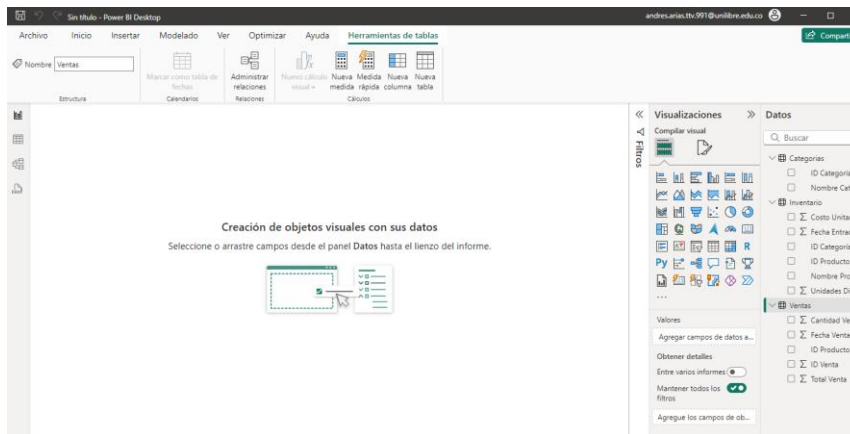 Sin título - Power BI Desktop
andres.arias.ttv.991@unilibre.edu.co
Archivo Inicio Insertar Modelado Ver Optimizar Ayuda Herramientas de tablas
Comparti
Nombre Ventas
Marcar como tabla de fechas
Administrar relaciones
Nuevo cálculo visual
Nueva medida
Medida rápida
Nueva columna
Nueva tabla
Estructura Calendarios Relaciones Cálculos
Creación de objetos visuales con sus datos
Seleccione o arrastre campos desde el panel Datos hasta el lienzo del informe.
Filtros
Visualizaciones
Compilar visual
Py
R
...
Valores
Agregar campos de datos a...
Obtener detalles
Entre varios informes
Mantener todos los
filtros
Agregue los campos de ob...
Datos
Buscar
Categorias
ID Categoría
Nombre Cat
Inventario
Σ Costo Unita
Σ Fecha Entra
ID Categoría
ID Producto
Nombre Pro
Σ Unidades Di
Ventas
Σ Cantidad Ve
Σ Fecha Venta
ID Producto
Σ ID Venta
Σ Total Venta